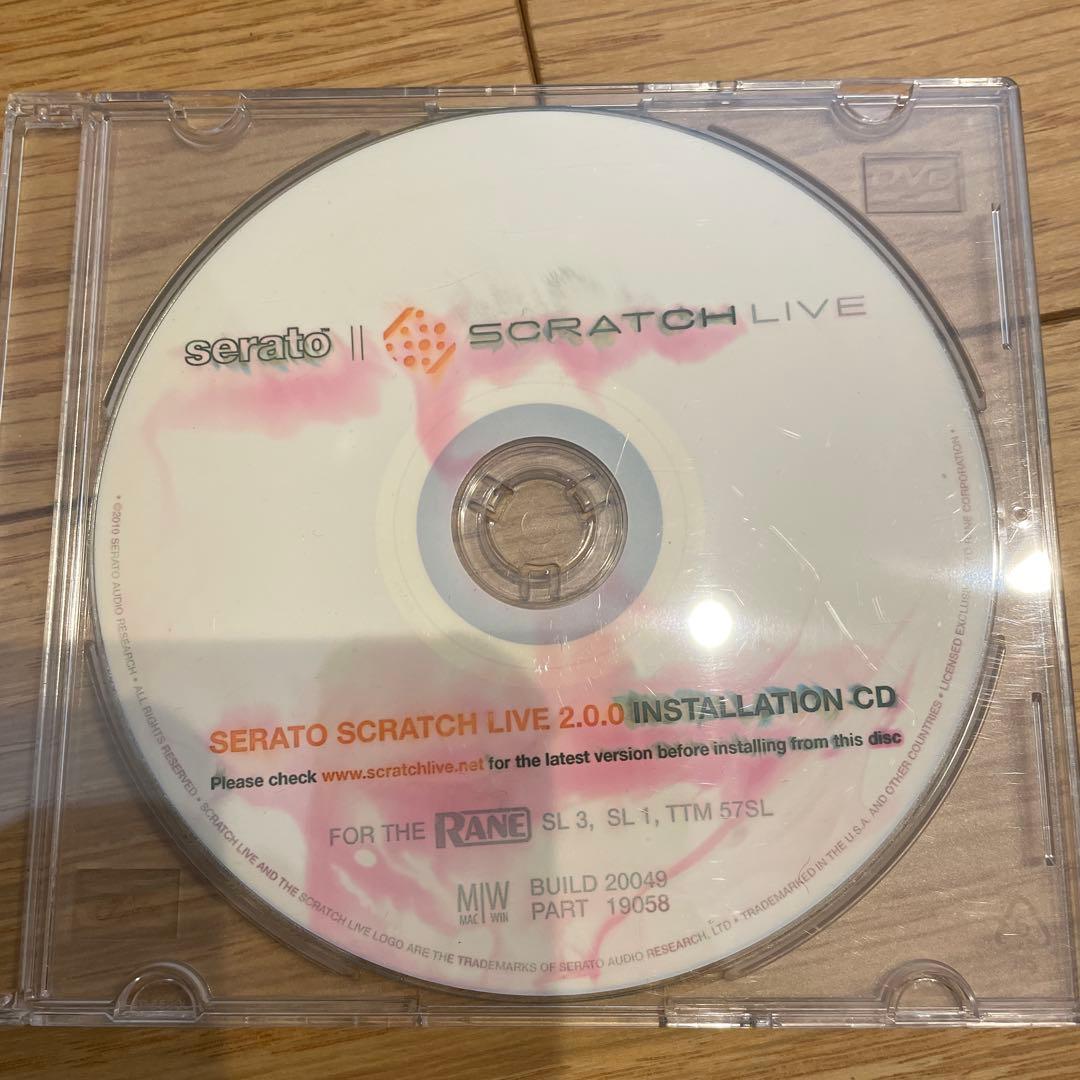 DVD
serato™ || SCRATCH LIVE
SERATO SCRATCH LIVE 2.0.0 INSTALLATION CD
Please check www.scratchlive.net for the latest version before installing from this disc
FOR THE RANE SL 3, SL 1, TTM 57SL
M|W BUILD 20049
MAC WIN PART 19058
• ©2010 SERATO AUDIO RESEARCH • ALL RIGHTS RESERVED • SCRATCH LIVE AND THE SCRATCH LIVE LOGO ARE THE TRADEMARKS OF SERATO AUDIO RESEARCH, LTD • TRADEMARKED IN THE U.S.A. AND OTHER COUNTRIES • LICENSED RANE CORPORATION •